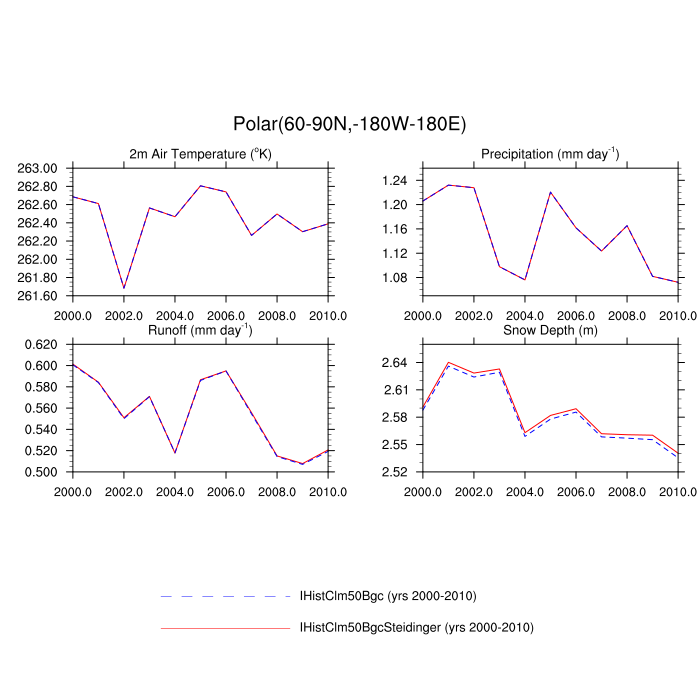 Polar(60-90N,-180W-180E)
2m Air Temperature (°K)
263.00
262.80
262.60
262.40
262.20
262.00
261.80
261.60
2000.0 2002.0 2004.0 2006.0 2008.0 2010.0
Precipitation (mm day⁻¹)
1.24
1.20
1.16
1.12
1.08
2000.0 2002.0 2004.0 2006.0 2008.0 2010.0
Runoff (mm day⁻¹)
0.620
0.600
0.580
0.560
0.540
0.520
0.500
2000.0 2002.0 2004.0 2006.0 2008.0 2010.0
Snow Depth (m)
2.64
2.61
2.58
2.55
2.52
2000.0 2002.0 2004.0 2006.0 2008.0 2010.0
IHistClm50Bgc (yrs 2000-2010)
IHistClm50BgcSteidinger (yrs 2000-2010)